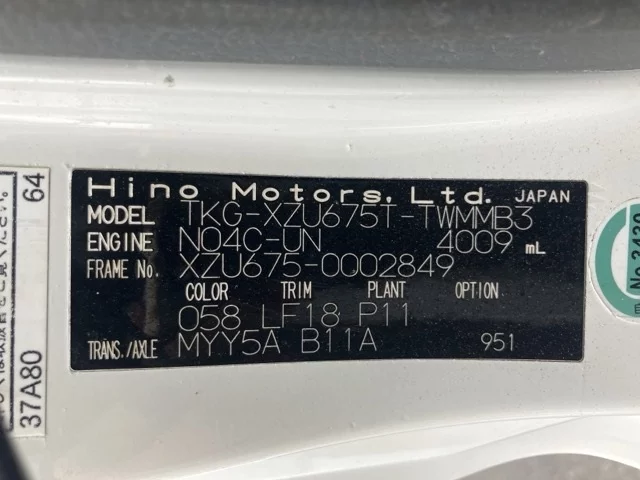 Hino Motors, Ltd. JAPAN
MODEL TKG-XZU675T-TWMMB3
ENGINE N04C-UN 4009 mL
FRAME No. XZU675-0002849
COLOR TRIM PLANT OPTION
058 LF18 P11
TRANS./AXLE MYY5A B11A 951
64
37A80